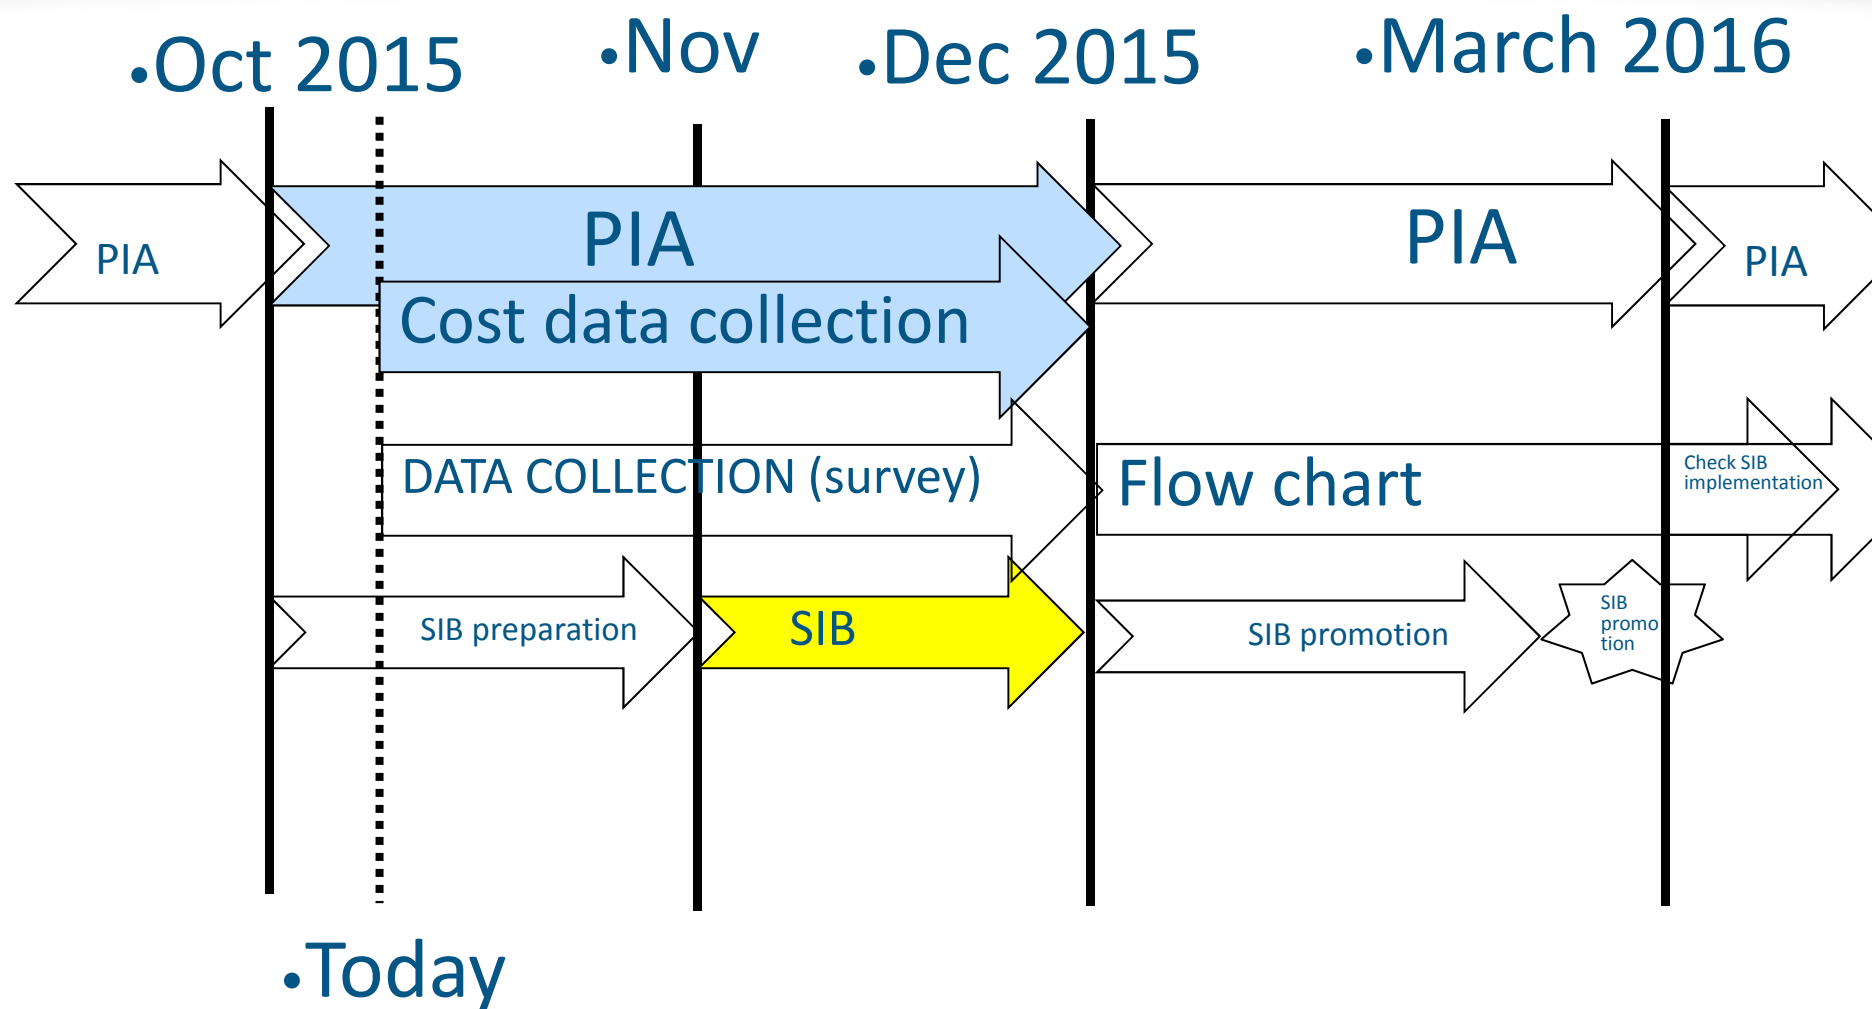 •Oct 2015
•Nov
•Dec 2015
•March 2016
PIA
PIA
PIA
PIA
Cost data collection
DATA COLLECTION (survey)
Flow chart
Check SIB
implementation
SIB preparation
SIB
SIB promotion
SIB
promo
tion
•Today